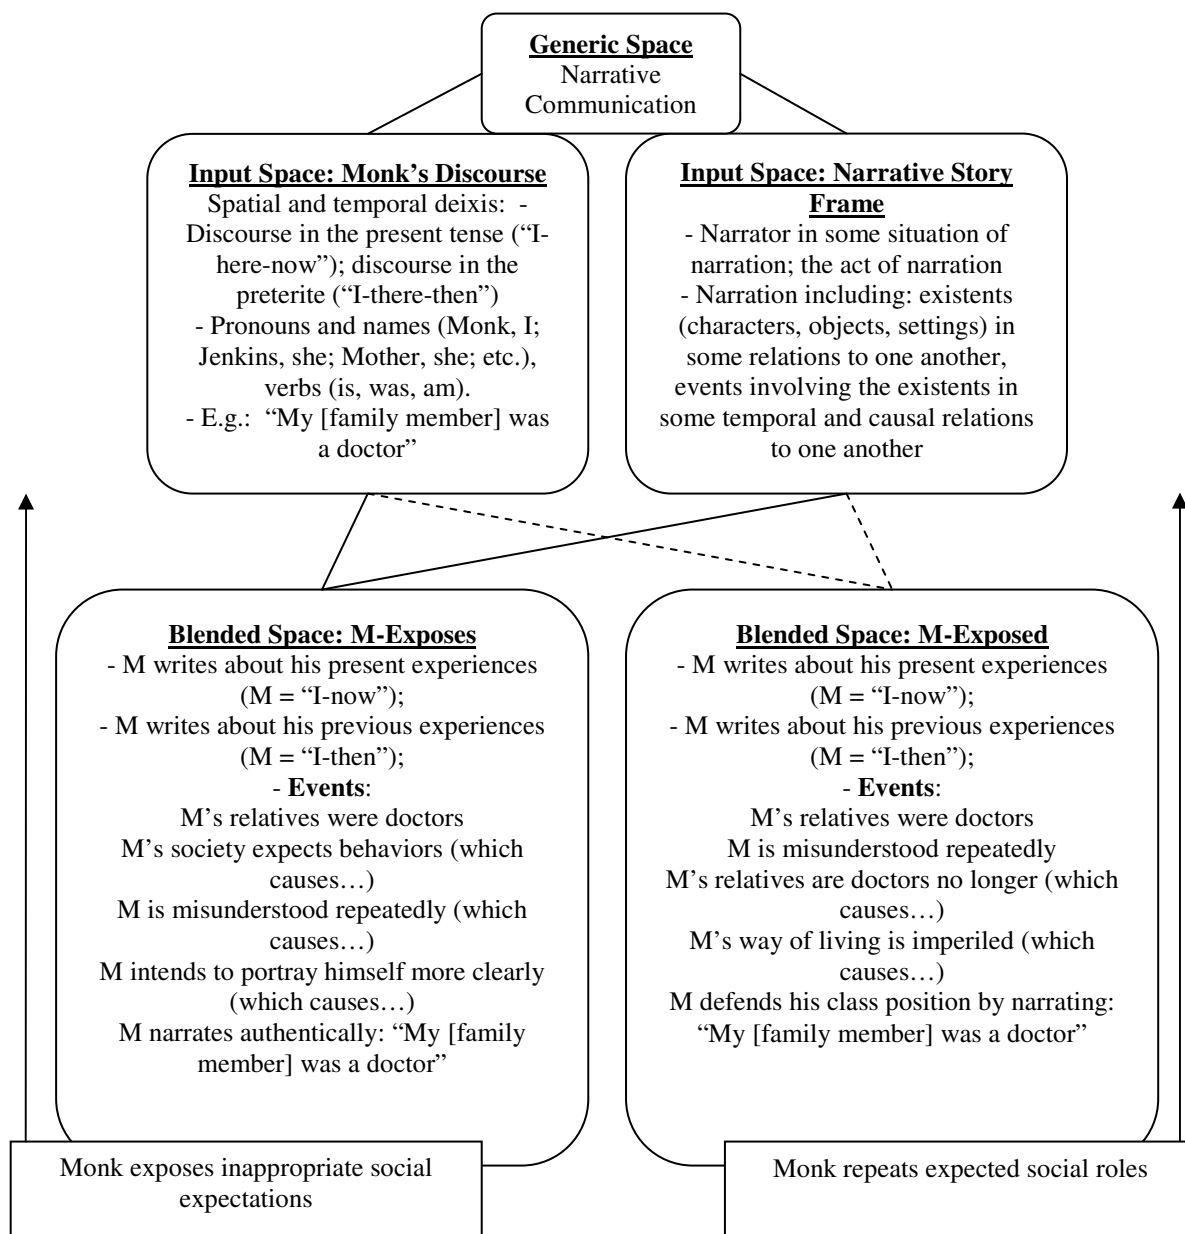 Generic Space
Narrative
Communication
Input Space: Monk’s Discourse
Spatial and temporal deixis:  -
Discourse in the present tense (“I-
here-now”); discourse in the
preterite (“I-there-then”)
- Pronouns and names (Monk, I;
Jenkins, she; Mother, she; etc.),
verbs (is, was, am).
- E.g.:  “My [family member] was
a doctor”
Input Space: Narrative Story
Frame
- Narrator in some situation of
narration; the act of narration
- Narration including: existents
(characters, objects, settings) in
some relations to one another,
events involving the existents in
some temporal and causal relations
to one another
Blended Space: M-Exposes
- M writes about his present experiences
(M = “I-now”);
- M writes about his previous experiences
(M = “I-then”);
- Events:
M’s relatives were doctors
M’s society expects behaviors (which
causes…)
M is misunderstood repeatedly (which
causes…)
M intends to portray himself more clearly
(which causes…)
M narrates authentically: “My [family
member] was a doctor”
Blended Space: M-Exposed
- M writes about his present experiences
(M = “I-now”);
- M writes about his previous experiences
(M = “I-then”);
- Events:
M’s relatives were doctors
M is misunderstood repeatedly
M’s relatives are doctors no longer (which
causes…)
M’s way of living is imperiled (which
causes…)
M defends his class position by narrating:
“My [family member] was a doctor”
Monk exposes inappropriate social
expectations
Monk repeats expected social roles